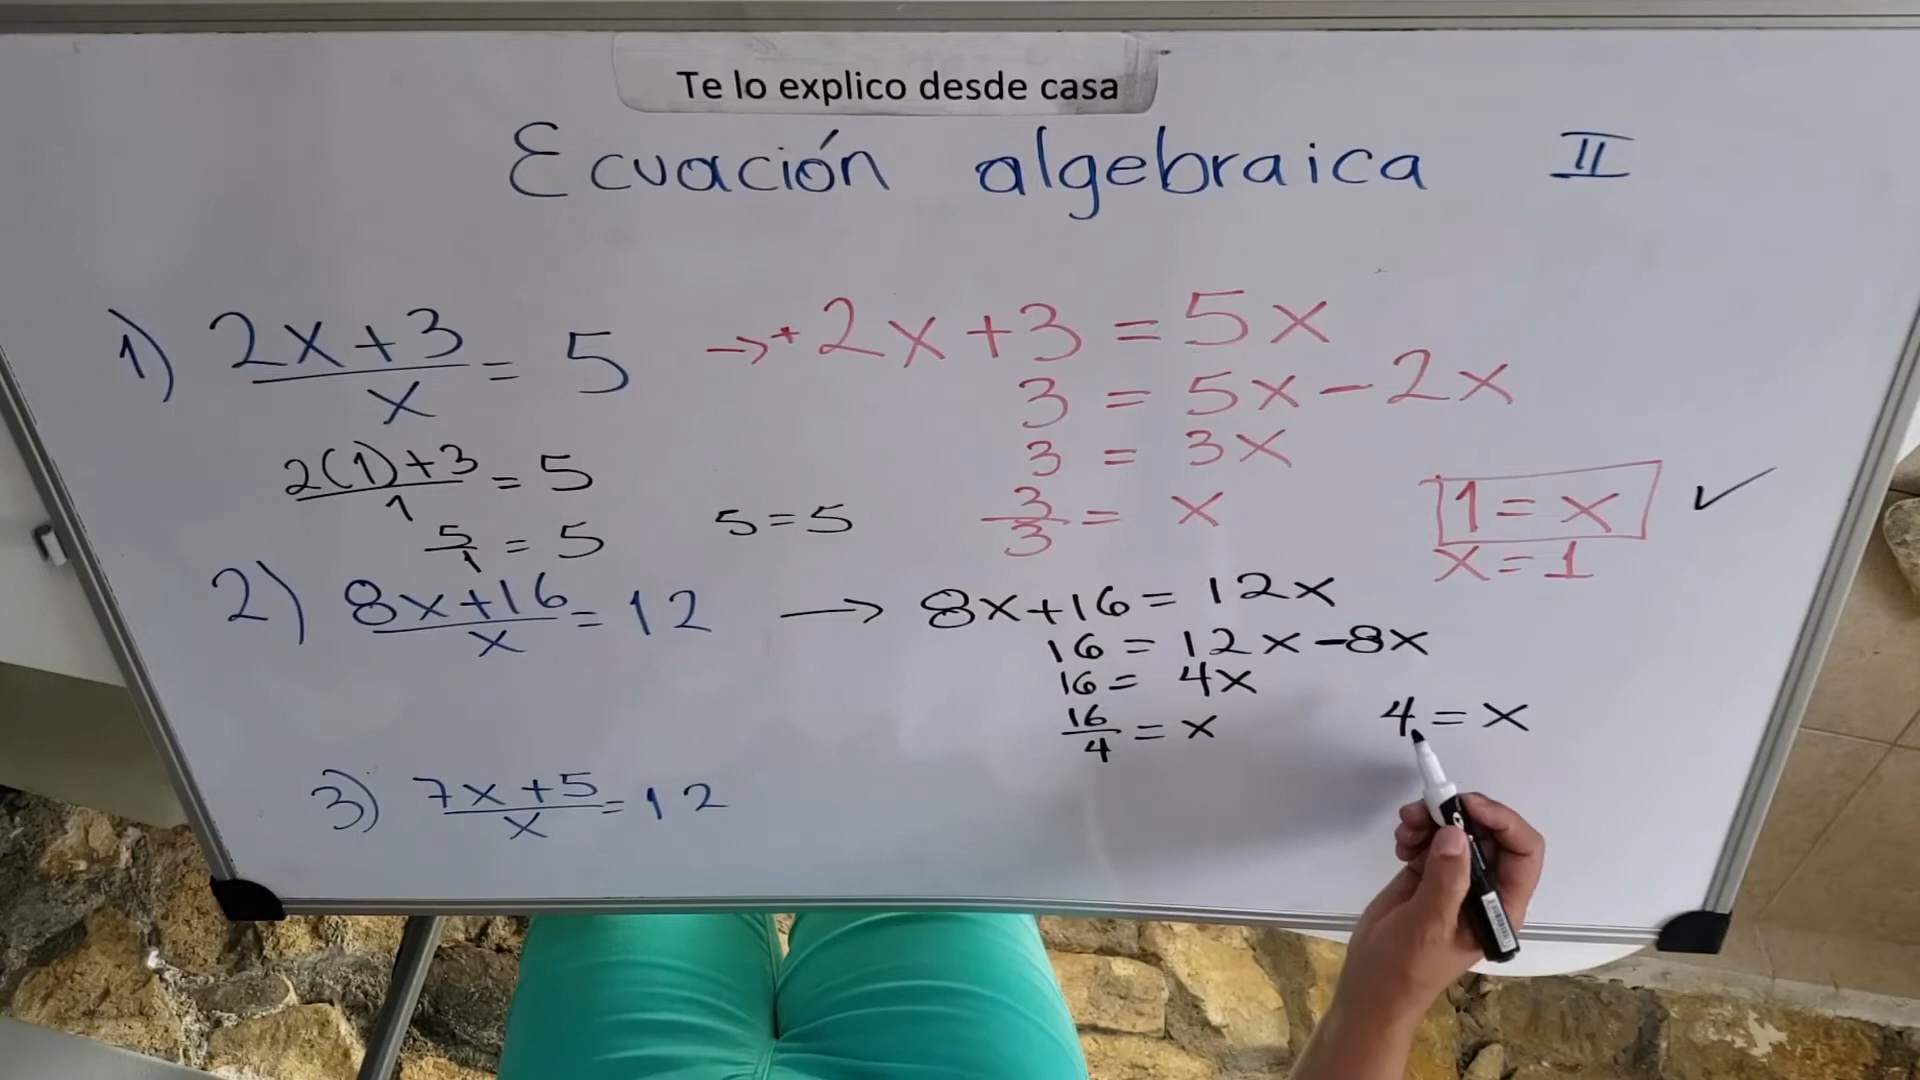 Te lo explico desde casa
Ecuación algebraica II
1) (2x+3)/x = 5 → +2x+3 = 5x
3 = 5x-2x
2(1)+3/1 = 5
3 = 3x
5/1 = 5
5=5
3/3 = x
1 = x ✓
x=1
2) (8x+16)/x = 12 → 8x+16 = 12x
16 = 12x-8x
16 = 4x
16/4 = x
4 = x
3) (7x+5)/x = 12